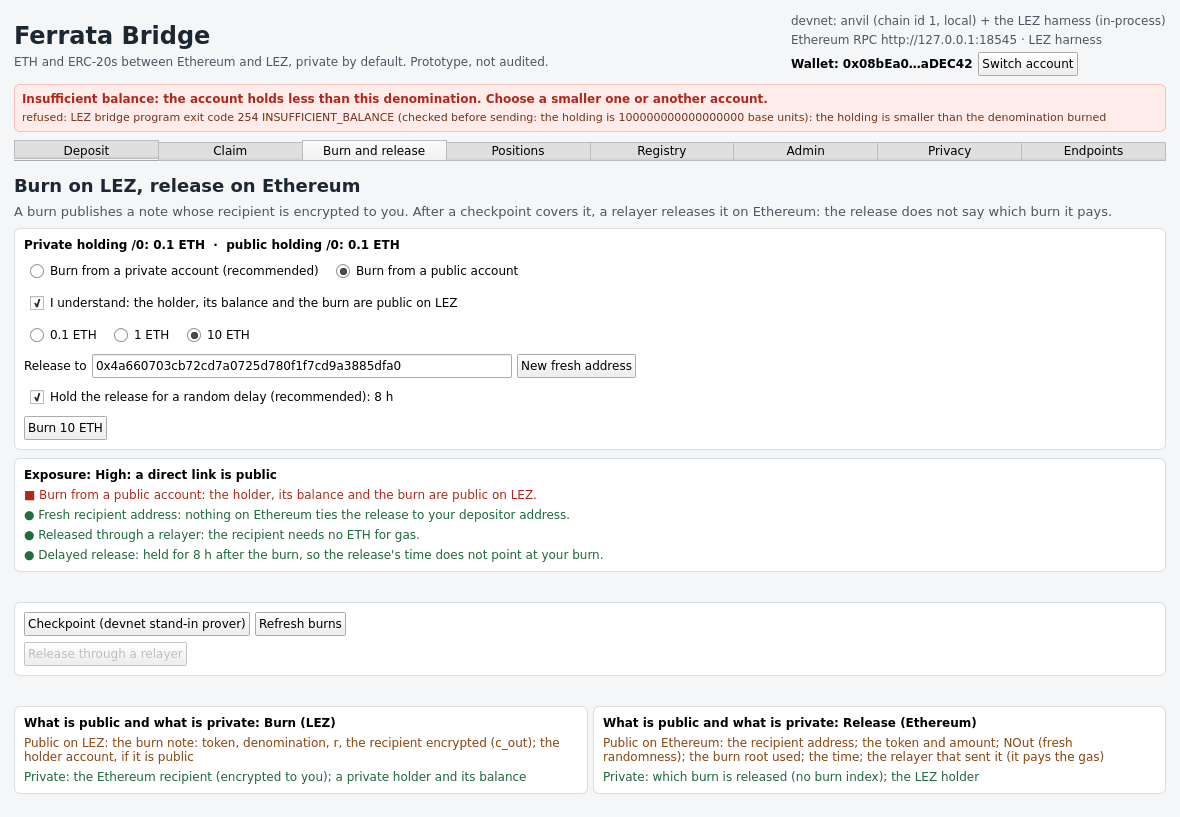 Ferrata Bridge
ETH and ERC-20s between Ethereum and LEZ, private by default. Prototype, not audited.
devnet: anvil (chain id 1, local) + the LEZ harness (in-process)
Ethereum RPC http://127.0.0.1:18545 · LEZ harness
Wallet: 0x08bEa0…aDEC42 Switch account
Insufficient balance: the account holds less than this denomination. Choose a smaller one or another account.
refused: LEZ bridge program exit code 254 INSUFFICIENT_BALANCE (checked before sending: the holding is 100000000000000000 base units): the holding is smaller than the denomination burned
Deposit Claim Burn and release Positions Registry Admin Privacy Endpoints
Burn on LEZ, release on Ethereum
A burn publishes a note whose recipient is encrypted to you. After a checkpoint covers it, a relayer releases it on Ethereum: the release does not say which burn it pays.
Private holding /0: 0.1 ETH · public holding /0: 0.1 ETH
Burn from a private account (recommended) Burn from a public account
I understand: the holder, its balance and the burn are public on LEZ
0.1 ETH 1 ETH 10 ETH
Release to 0x4a660703cb72cd7a0725d780f1f7cd9a3885dfa0 New fresh address
Hold the release for a random delay (recommended): 8 h
Burn 10 ETH
Exposure: High: a direct link is public
Burn from a public account: the holder, its balance and the burn are public on LEZ.
Fresh recipient address: nothing on Ethereum ties the release to your depositor address.
Released through a relayer: the recipient needs no ETH for gas.
Delayed release: held for 8 h after the burn, so the release's time does not point at your burn.
Checkpoint (devnet stand-in prover) Refresh burns
Release through a relayer
What is public and what is private: Burn (LEZ)
Public on LEZ: the burn note: token, denomination, r, the recipient encrypted (c_out); the
holder account, if it is public
Private: the Ethereum recipient (encrypted to you); a private holder and its balance
What is public and what is private: Release (Ethereum)
Public on Ethereum: the recipient address; the token and amount; NOut (fresh
randomness); the burn root used; the time; the relayer that sent it (it pays the gas)
Private: which burn is released (no burn index); the LEZ holder